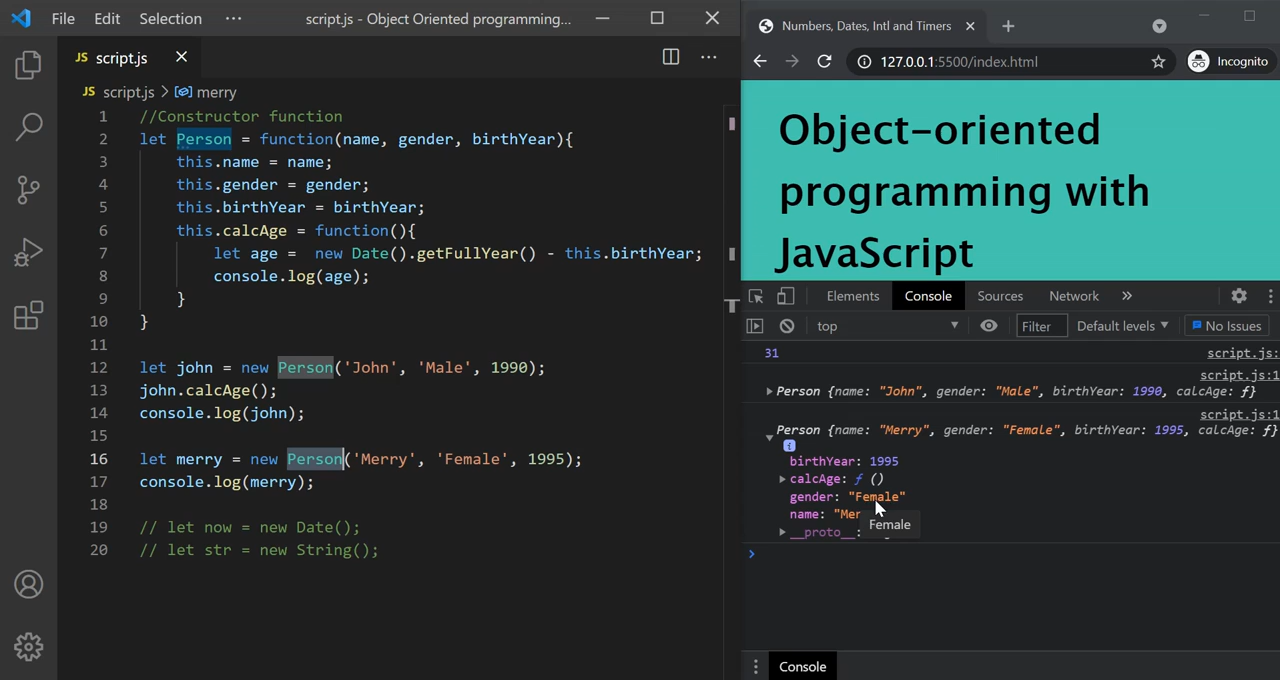 File Edit Selection ··· script.js - Object Oriented programming...
JS script.js
JS script.js > merry
1 //Constructor function
2 let Person = function(name, gender, birthYear){
3 this.name = name;
4 this.gender = gender;
5 this.birthYear = birthYear;
6 this.calcAge = function(){
7 let age =  new Date().getFullYear() - this.birthYear;
8 console.log(age);
9 }
10 }
11
12 let john = new Person('John', 'Male', 1990);
13 john.calcAge();
14 console.log(john);
15
16 let merry = new Person('Merry', 'Female', 1995);
17 console.log(merry);
18
19 // let now = new Date();
20 // let str = new String();
Numbers, Dates, Intl and Timers
127.0.0.1:5500/index.html Incognito
Object-oriented
programming with
JavaScript
Elements Console Sources Network »
top Filter Default levels No Issues
31 script.js:
script.js:1
Person {name: "John", gender: "Male", birthYear: 1990, calcAge: ƒ}
script.js:1
Person {name: "Merry", gender: "Female", birthYear: 1995, calcAge: ƒ}
i
birthYear: 1995
calcAge: ƒ ()
gender: "Female"
name: "Mer
Female
__proto__:
>
Console